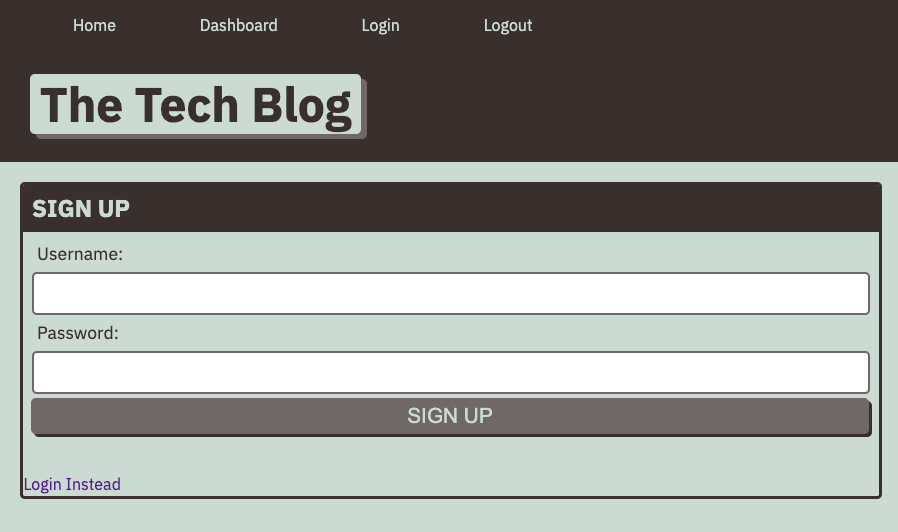 Home Dashboard Login Logout
The Tech Blog
SIGN UP
Username:
Password:
SIGN UP
Login Instead